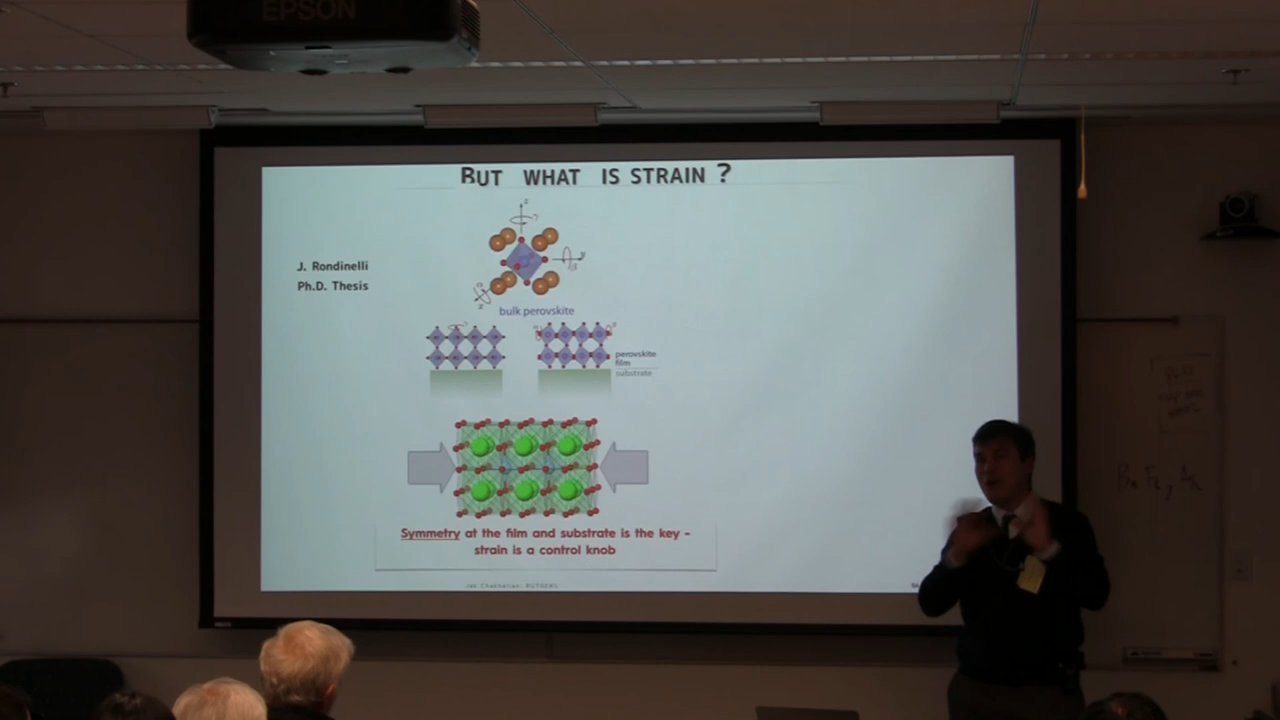 EPSON
BUT WHAT IS STRAIN ?
J. Rondinelli
Ph.D. Thesis
z
y
x
bulk perovskite
perovskite
film
substrate
Symmetry at the film and substrate is the key -
strain is a control knob
RUTGERS